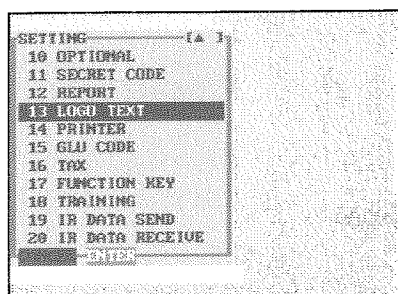 SETTING [▲ ]
10 OPTIONAL
11 SECRET CODE
12 REPORT
13 LOGO TEXT
14 PRINTER
15 GLU CODE
16 TAX
17 FUNCTION KEY
18 TRAINING
19 IR DATA SEND
20 IR DATA RECEIVE
ENTER